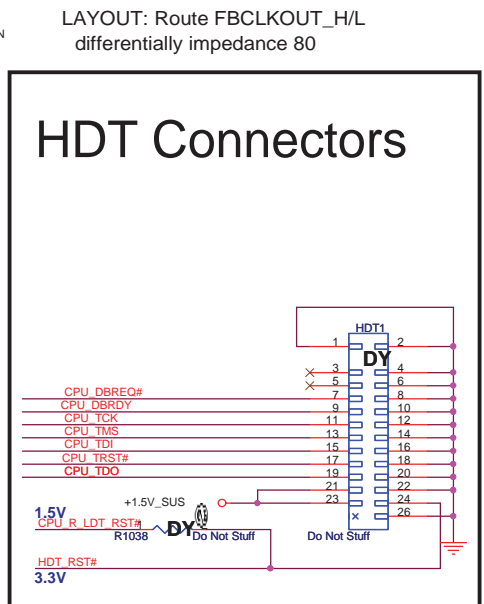 N
LAYOUT: Route FBCLKOUT_H/L
differentially impedance 80
HDT Connectors
HDT1
1 2
DY
3 4
5 6
CPU_DBREQ# 7 8
CPU_DBRDY 9 10
CPU_TCK 11 12
CPU_TMS 13 14
CPU_TDI 15 16
CPU_TRST# 17 18
CPU_TDO 19 20
21 22
+1.5V_SUS 23 24
26
1.5V
CPU_R_LDT_RST#
R1038 DY Do Not Stuff Do Not Stuff
HDT_RST#
3.3V